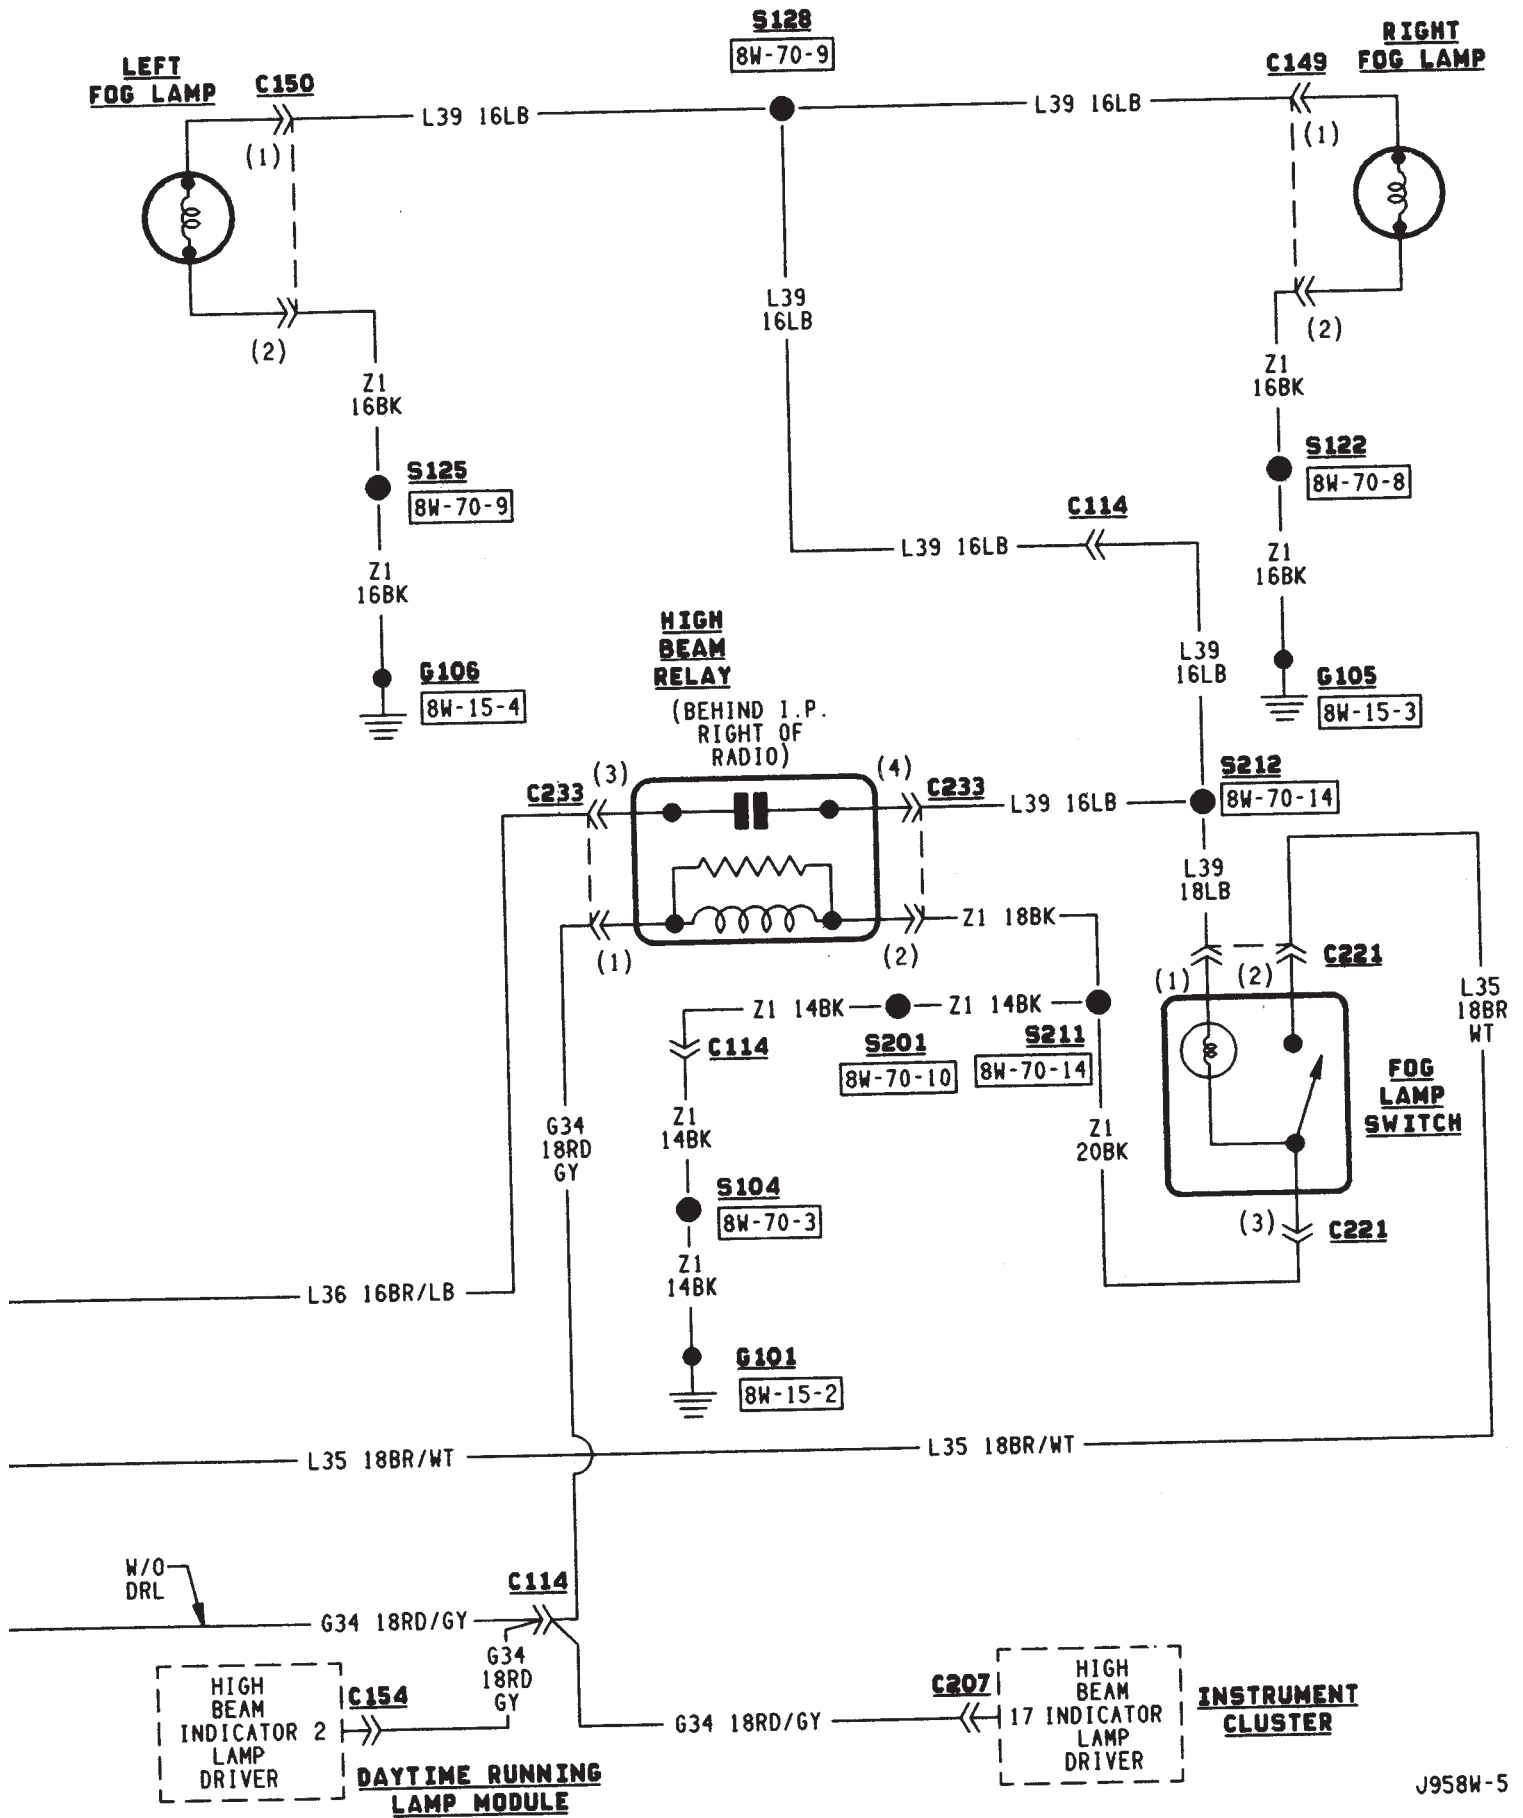 S128
8W-70-9
RIGHT
FOG LAMP
LEFT
FOG LAMP
C150
C149
L39 16LB
L39 16LB
(1)
(1)
L39
16LB
(2)
(2)
Z1
16BK
Z1
16BK
S125
8W-70-9
S122
8W-70-8
C114
L39 16LB
Z1
16BK
Z1
16BK
HIGH
BEAM
RELAY
(BEHIND I.P.
RIGHT OF
RADIO)
L39
16LB
G106
8W-15-4
G105
8W-15-3
C233
(3)
(4)
C233
L39 16LB
S212
8W-70-14
L39
18LB
Z1 18BK
(1)
(2)
(1)
(2)
C221
L35
18BR
WT
Z1 14BK
Z1 14BK
C114
S201
8W-70-10
S211
8W-70-14
FOG
LAMP
SWITCH
G34
18RD
GY
Z1
14BK
Z1
20BK
S104
8W-70-3
(3)
C221
Z1
14BK
L36 16BR/LB
G101
8W-15-2
L35 18BR/WT
L35 18BR/WT
W/O
DRL
C114
G34 18RD/GY
G34
18RD
GY
HIGH
BEAM
INDICATOR 2
LAMP
DRIVER
C154
DAYTIME RUNNING
LAMP MODULE
G34 18RD/GY
C207
HIGH
BEAM
17 INDICATOR
LAMP
DRIVER
INSTRUMENT
CLUSTER
J958W-5